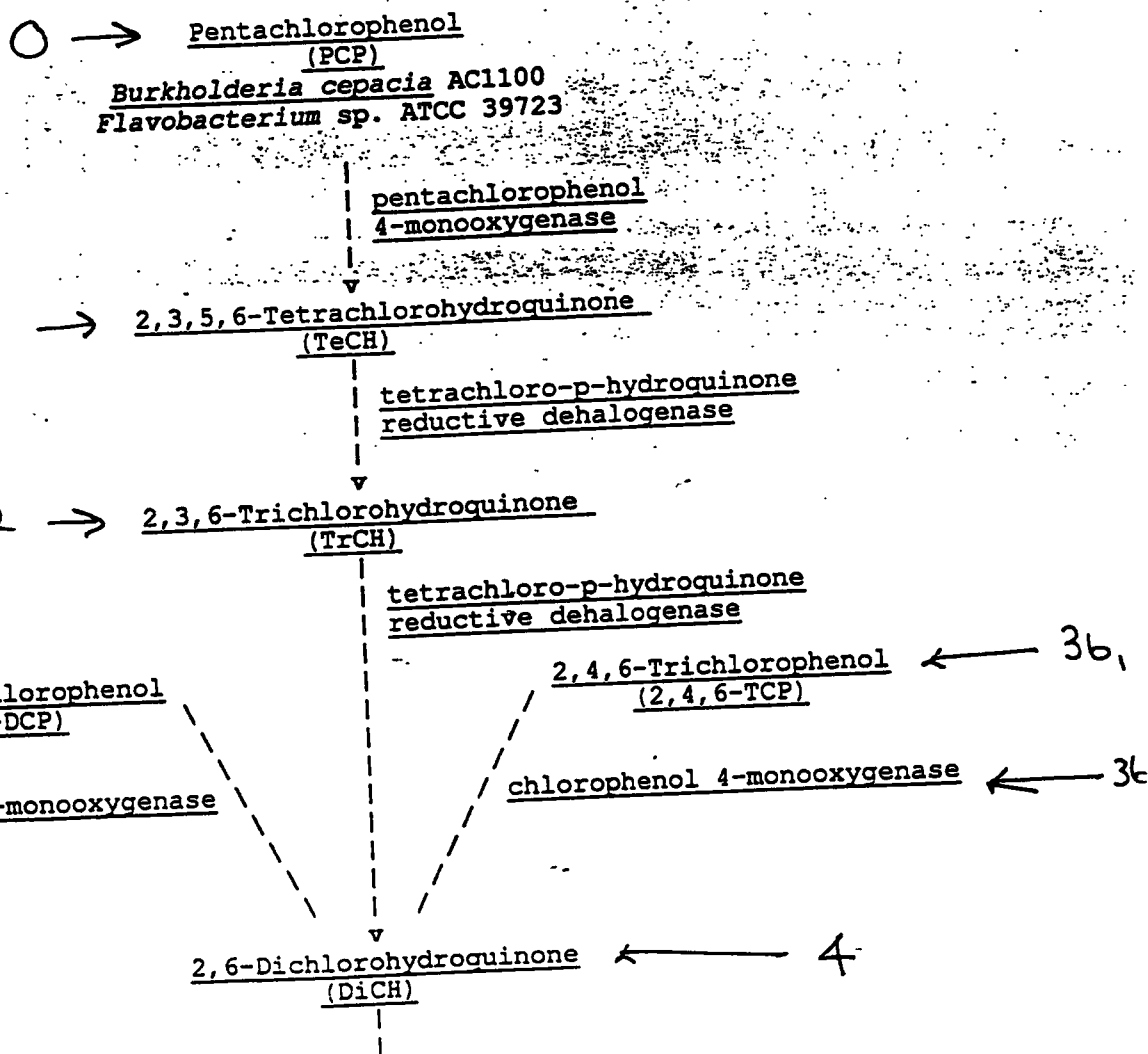 0 → Pentachlorophenol
(PCP)
Burkholderia cepacia AC1100
Flavobacterium sp. ATCC 39723
pentachlorophenol
4-monooxygenase
→ 2,3,5,6-Tetrachlorohydroquinone
(TeCH)
tetrachloro-p-hydroquinone
reductive dehalogenase
→ 2,3,6-Trichlorohydroquinone
(TrCH)
tetrachloro-p-hydroquinone
reductive dehalogenase
2,4,6-Trichlorophenol ← 3b,
(2,4,6-TCP)
lorophenol
DCP)
chlorophenol 4-monooxygenase ← 3b
-monooxygenase
2,6-Dichlorohydroquinone ← 4
(DiCH)